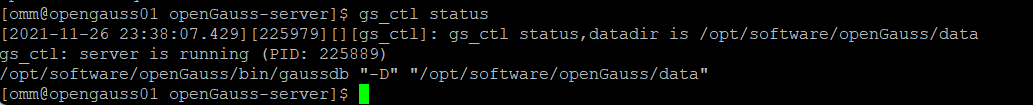 [omm@opengauss01 openGauss-server]$ gs_ctl status
[2021-11-26 23:38:07.429][225979][][gs_ctl]: gs_ctl status,datadir is /opt/software/openGauss/data
gs_ctl: server is running (PID: 225889)
/opt/software/openGauss/bin/gaussdb "-D" "/opt/software/openGauss/data"
[omm@opengauss01 openGauss-server]$